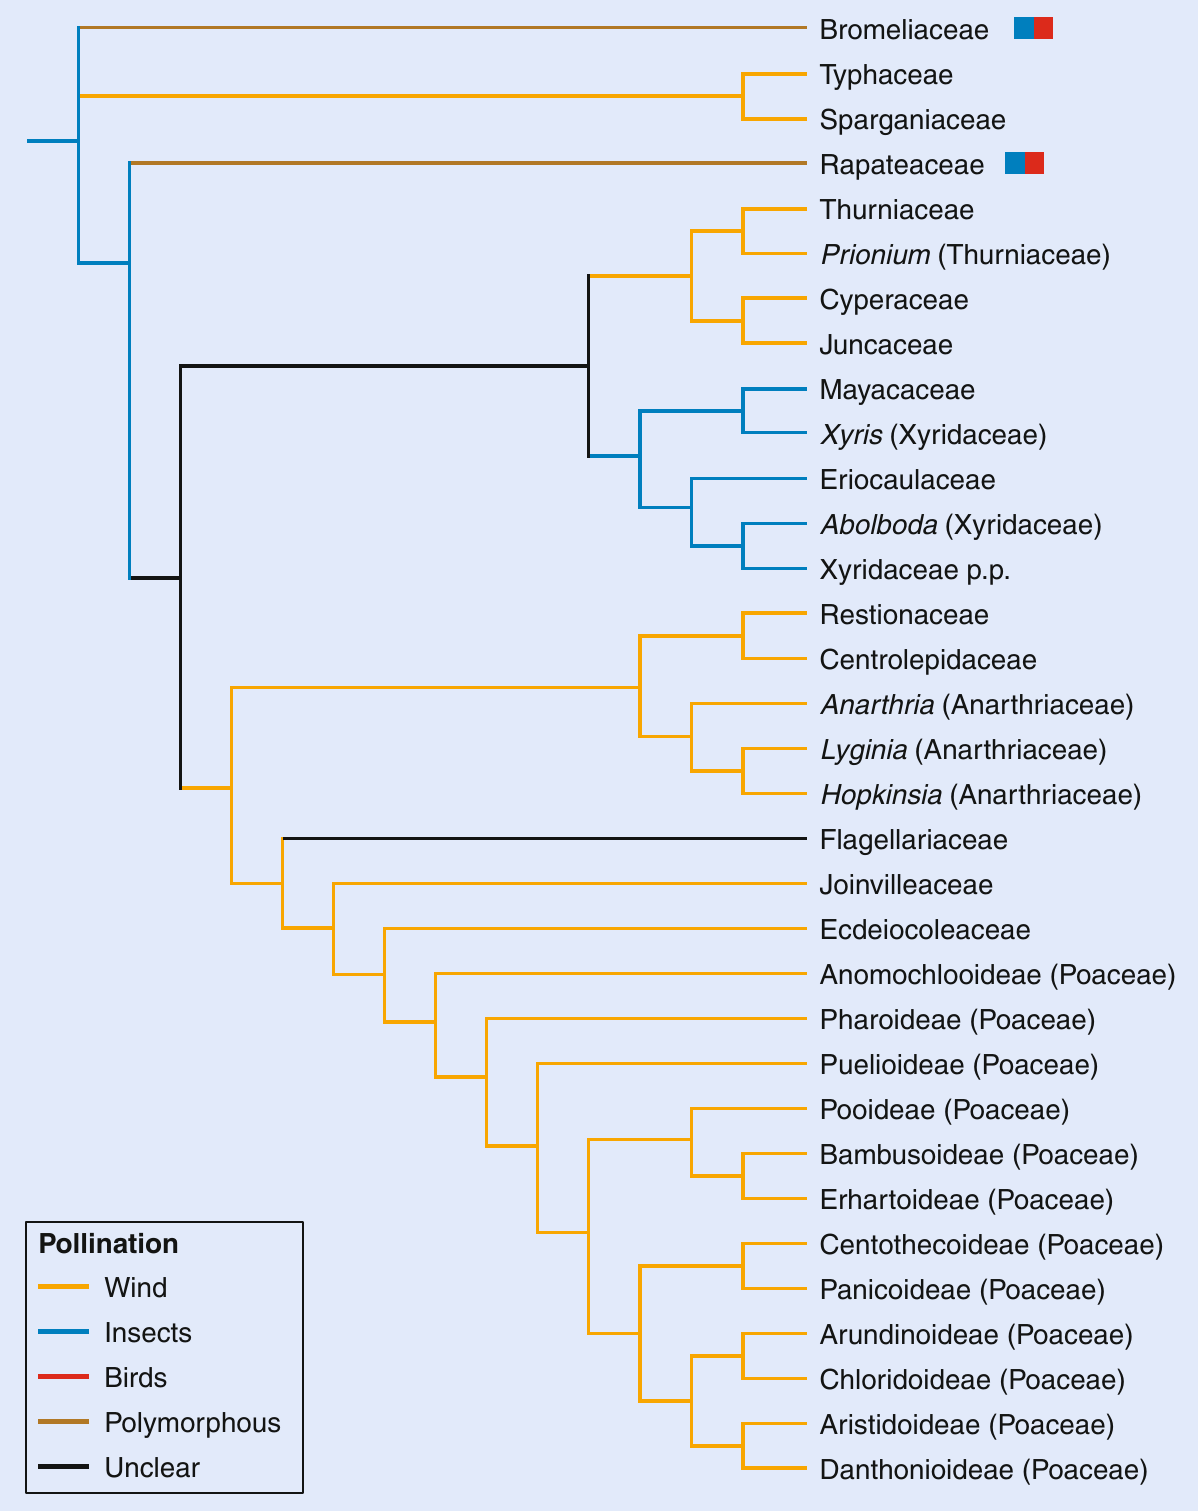 Bromeliaceae
Typhaceae
Sparganiaceae
Rapateaceae
Thurniaceae
Prionium (Thurniaceae)
Cyperaceae
Juncaceae
Mayacaceae
Xyris (Xyridaceae)
Eriocaulaceae
Abolboda (Xyridaceae)
Xyridaceae p.p.
Restionaceae
Centrolepidaceae
Anarthria (Anarthriaceae)
Lyginia (Anarthriaceae)
Hopkinsia (Anarthriaceae)
Flagellariaceae
Joinvilleaceae
Ecdeiocoleaceae
Anomochlooideae (Poaceae)
Pharoideae (Poaceae)
Puelioideae (Poaceae)
Pooideae (Poaceae)
Bambusoideae (Poaceae)
Erhartoideae (Poaceae)
Centothecoideae (Poaceae)
Panicoideae (Poaceae)
Arundinoideae (Poaceae)
Chloridoideae (Poaceae)
Aristidoideae (Poaceae)
Danthonioideae (Poaceae)
Pollination
Wind
Insects
Birds
Polymorphous
Unclear